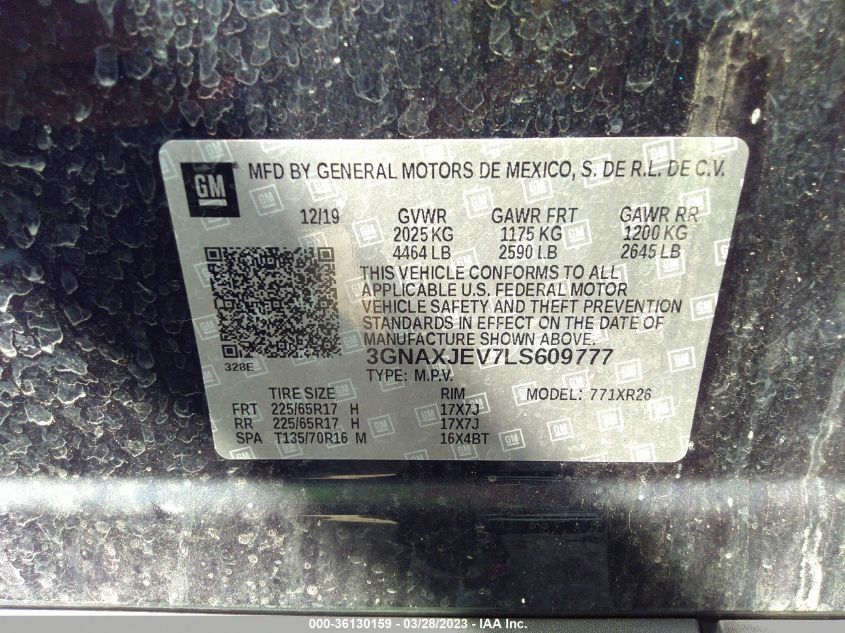 GM ® MFD BY GENERAL MOTORS DE MEXICO, S. DE R.L. DE C.V.
12/19 GVWR GAWR FRT GAWR RR
2025 KG 1175 KG 1200 KG
4464 LB 2590 LB 2645 LB
THIS VEHICLE CONFORMS TO ALL
APPLICABLE U.S. FEDERAL MOTOR
VEHICLE SAFETY AND THEFT PREVENTION
STANDARDS IN EFFECT ON THE DATE OF
MANUFACTURE SHOWN ABOVE.
328E 3GNAXJEV7LS609777
TYPE: M.P.V. MODEL: 771XR26
TIRE SIZE RIM
FRT 225/65R17 H 17X7J
RR 225/65R17 H 17X7J
SPA T135/70R16 M 16X4BT
000-36130159 — 03/28/2023 — IAA Inc.